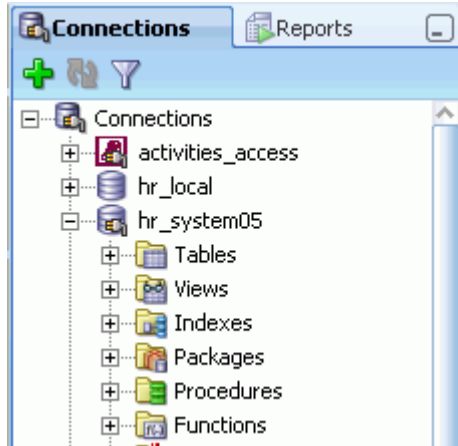 Connections
Reports
Connections
activities_access
hr_local
hr_system05
Tables
Views
Indexes
Packages
Procedures
Functions